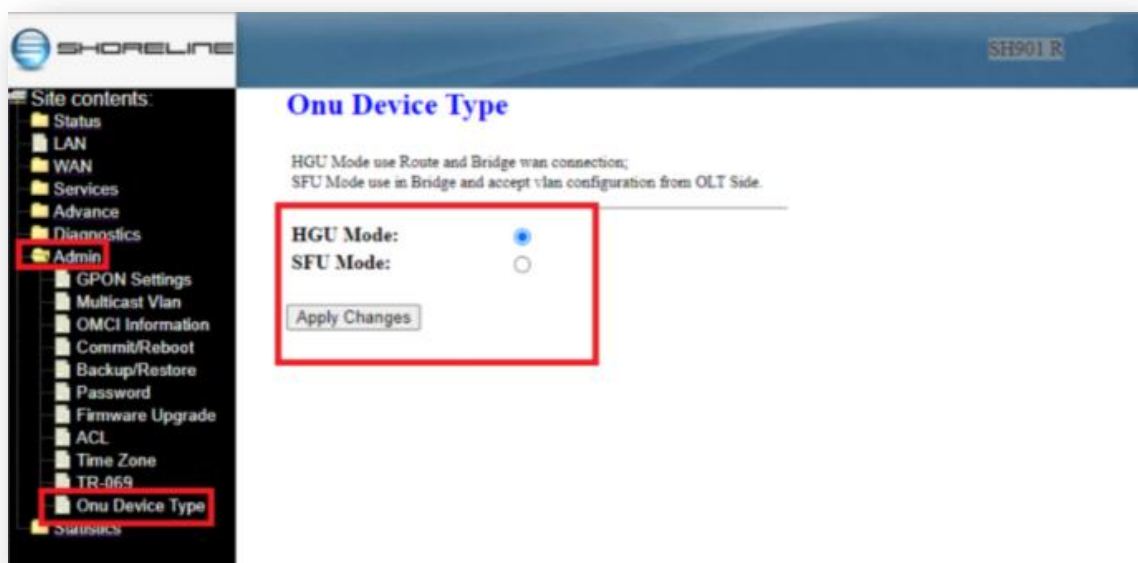 SHORELINE
SH901 R
Site contents:
Status
LAN
WAN
Services
Advance
Diagnostics
Admin
GPON Settings
Multicast Vlan
OMCI Information
Commit/Reboot
Backup/Restore
Password
Firmware Upgrade
ACL
Time Zone
TR-069
Onu Device Type
Statistics
Onu Device Type
HGU Mode use Route and Bridge wan connection;
SFU Mode use in Bridge and accept vlan configuration from OLT Side.
HGU Mode:
SFU Mode:
Apply Changes